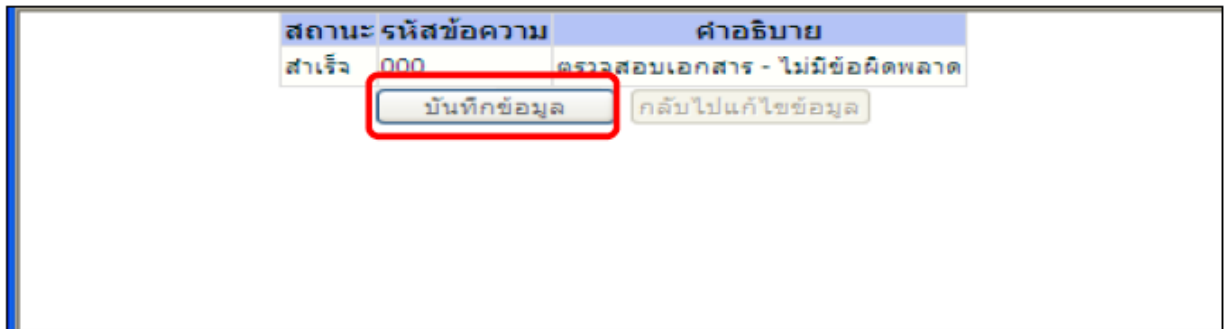 สถานะ รหัสข้อความ คำอธิบาย
สำเร็จ 000 ตรวจสอบเอกสาร - ไม่มีข้อผิดพลาด
บันทึกข้อมูล กลับไปแก้ไขข้อมูล